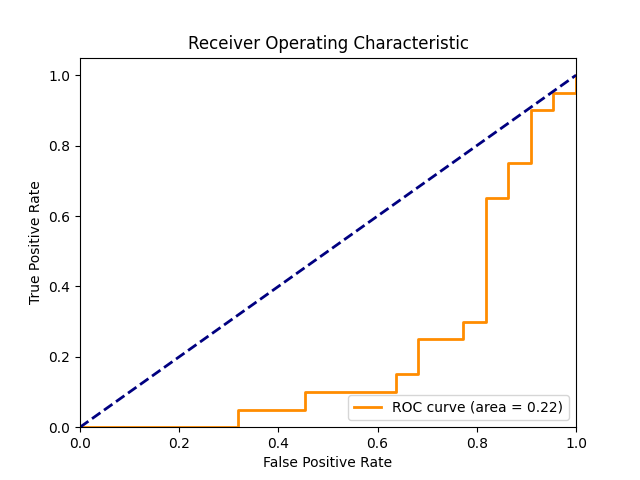 Receiver Operating Characteristic
1.0
0.8
0.6
0.4
0.2
0.0
True Positive Rate
ROC curve (area = 0.22)
0.0 0.2 0.4 0.6 0.8 1.0
False Positive Rate